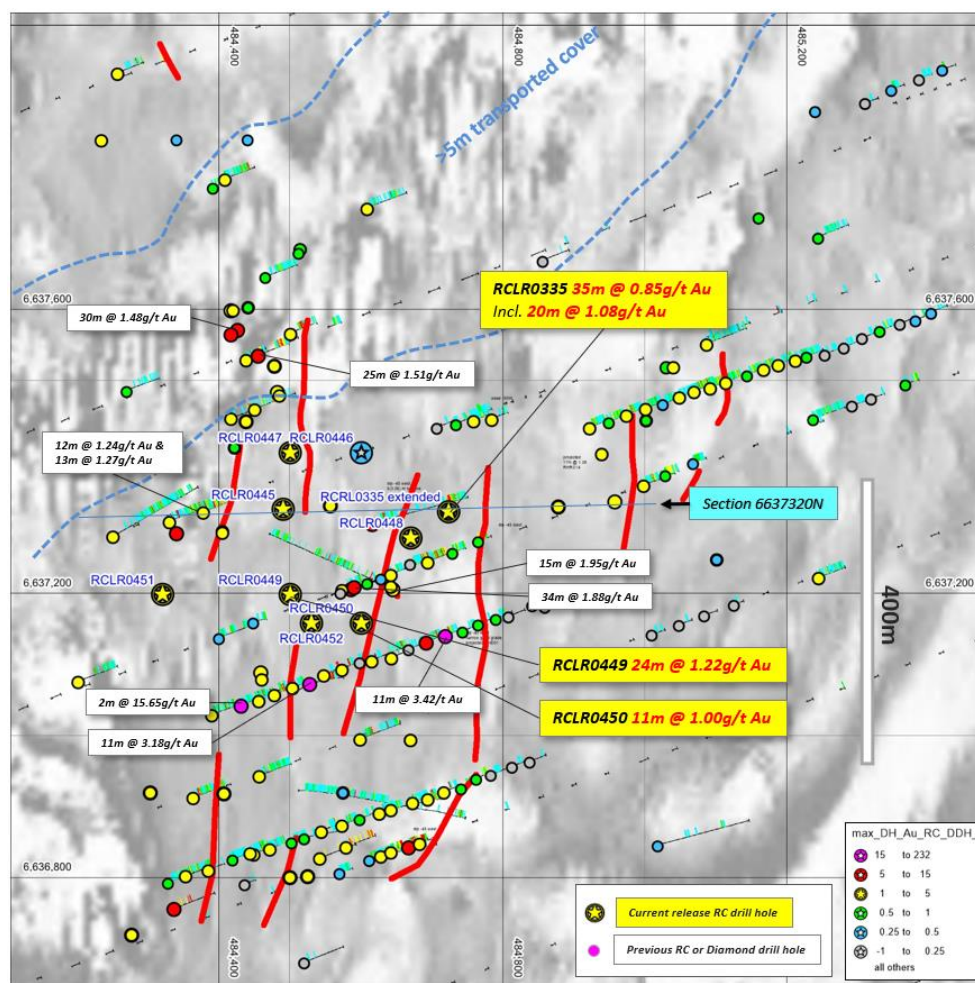 484,400
484,800
485,200
>5m transported cover
RCLR0335 35m @ 0.85g/t Au
Incl. 20m @ 1.08g/t Au
6,637,600
6,637,600
30m @ 1.48g/t Au
25m @ 1.51g/t Au
12m @ 1.24g/t Au &
13m @ 1.27g/t Au
RCLR0447
RCLR0446
RCLR0445
RCRL0335 extended
Section 6637320N
RCLR0448
15m @ 1.95g/t Au
RCLR0451
RCLR0449
6,637,200
6,637,200
34m @ 1.88g/t Au
RCLR0450
RCLR0452
400m
RCLR0449 24m @ 1.22g/t Au
2m @ 15.65g/t Au
11m @ 3.42g/t Au
RCLR0450 11m @ 1.00g/t Au
11m @ 3.18g/t Au
6,636,800
max_DH_Au_RC_DDH_
15 to 232
5 to 15
1 to 5
0.5 to 1
0.25 to 0.5
-1 to 0.25
all others
Current release RC drill hole
Previous RC or Diamond drill hole
484,400
484,800